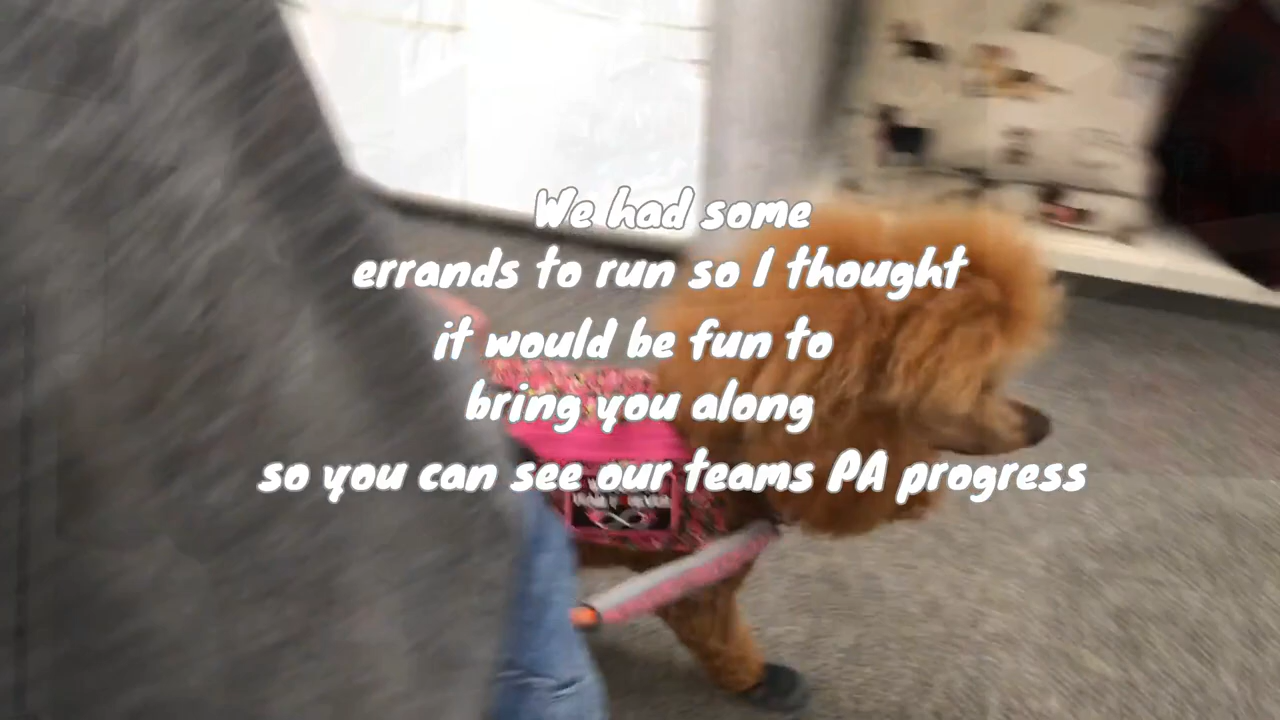 We had some
errands to run so I thought
it would be fun to
bring you along
so you can see our teams PA progress